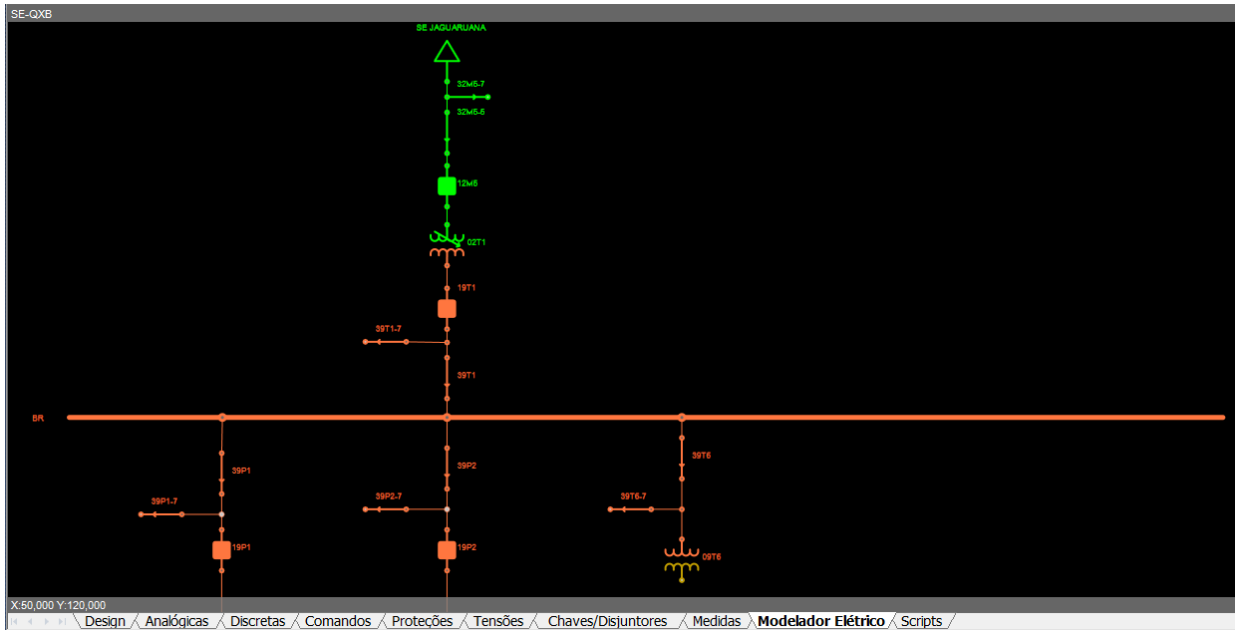 SE-QXB
SE JAGUARUANA
32M5-7
32M5-6
12M5
02T1
19T1
39T1-7
39T1
BR
39P1
39P2
39T6
39P1-7
39P2-7
39T6-7
19P1
19P2
09T6
X:50,000 Y:120,000
Design Analógicas Discretas Comandos Proteções Tensões Chaves/Disjuntores Medidas Modelador Elétrico Scripts